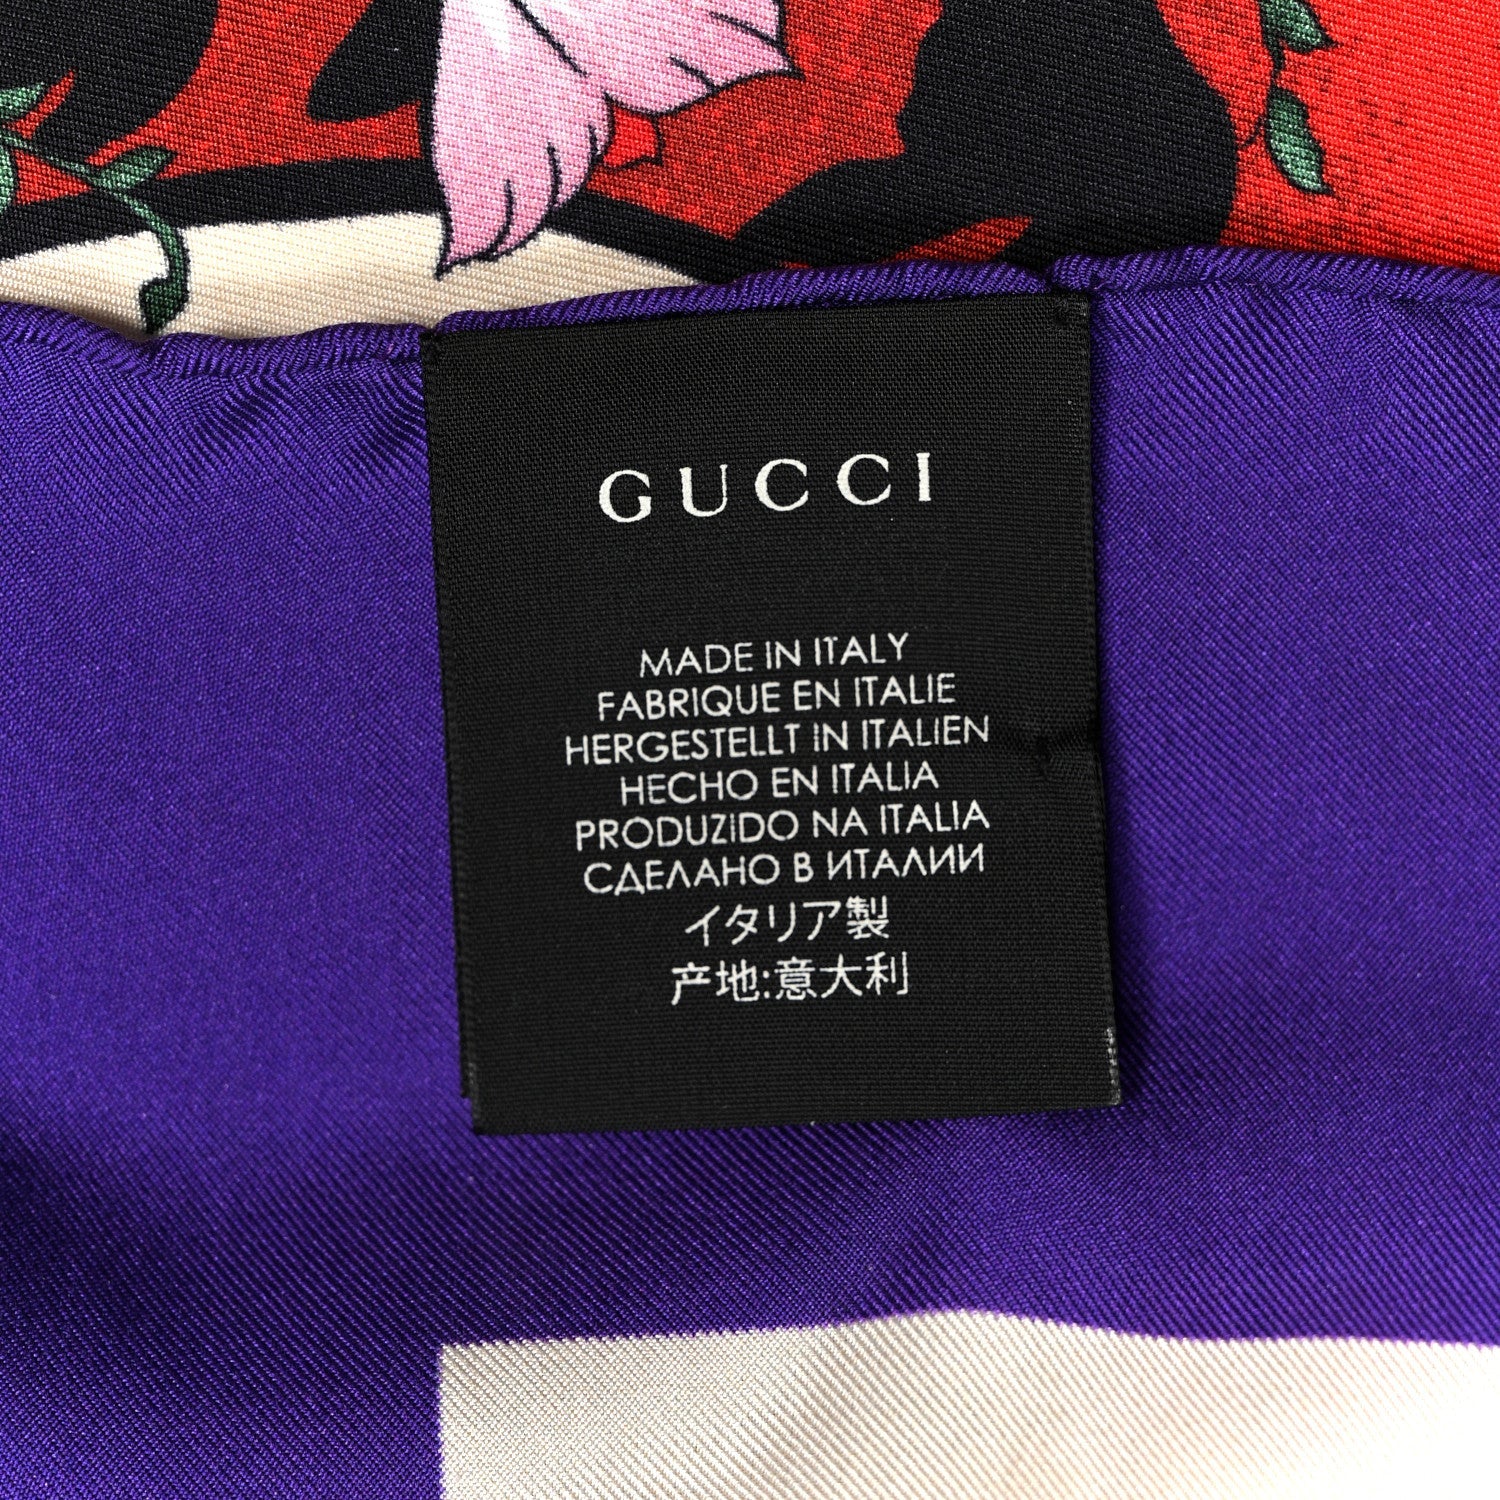 GUCCI
MADE IN ITALY
FABRIQUE EN ITALIE
HERGESTELLT IN ITALIEN
HECHO EN ITALIA
PRODUZIDO NA ITALIA
СДЕЛАНО В ИТАЛИИ
イタリア製
产地:意大利